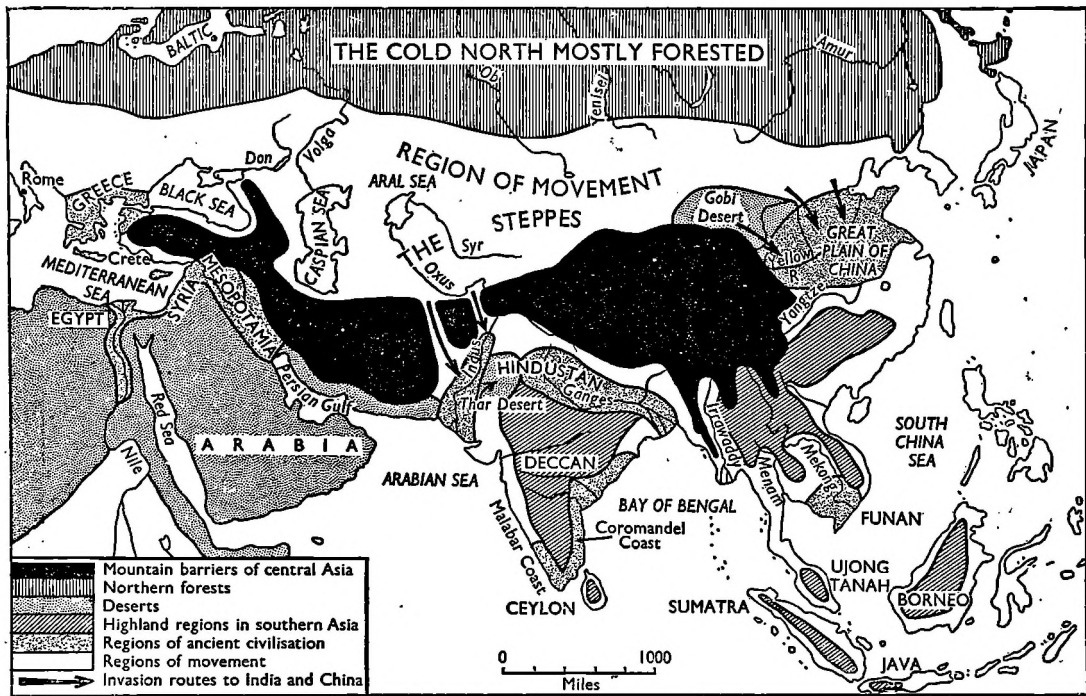 THE COLD NORTH MOSTLY FORESTED
BALTIC
Ob
Yenisei
Amur
JAPAN
Rome
GREECE
BLACK SEA
Don
Volga
ARAL SEA
CASPIAN SEA
REGION OF MOVEMENT
STEPPES
THE
Syr
Oxus
Gobi
Desert
Yellow
R
GREAT
PLAIN OF
CHINA
Yangtze
Crete
MEDITERRANEAN
SEA
SYRIA
MESOPOTAMIA
EGYPT
Persian Gulf
Red Sea
Nile
ARABIA
Indus
HINDUSTAN
Ganges
Thar Desert
DECCAN
ARABIAN SEA
BAY OF BENGAL
Malabar Coast
Coromandel
Coast
CEYLON
Irrawaddy
Menam
Mekong
SOUTH
CHINA
SEA
FUNAN
UJONG
TANAH
SUMATRA
BORNEO
JAVA
Mountain barriers of central Asia
Northern forests
Deserts
Highland regions in southern Asia
Regions of ancient civilisation
Regions of movement
Invasion routes to India and China
0 1000
Miles